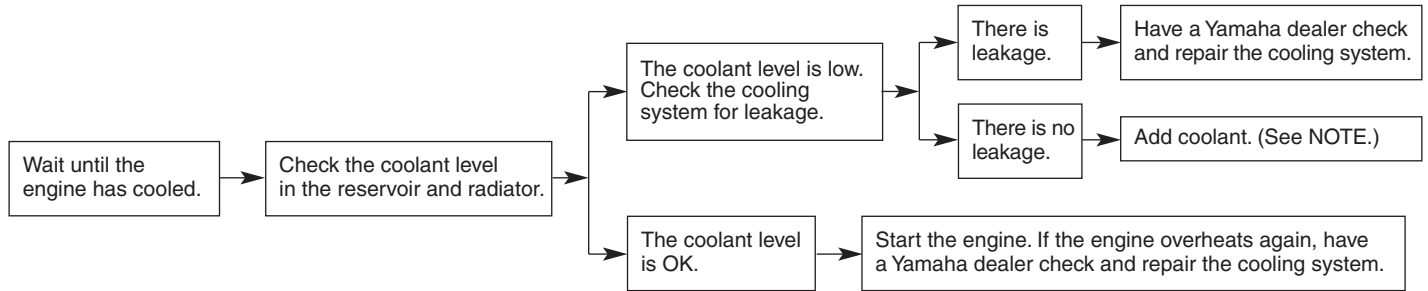 Wait until the
engine has cooled.
Check the coolant level
in the reservoir and radiator.
The coolant level is low.
Check the cooling
system for leakage.
There is
leakage.
Have a Yamaha dealer check
and repair the cooling system.
There is no
leakage.
Add coolant. (See NOTE.)
The coolant level
is OK.
Start the engine. If the engine overheats again, have
a Yamaha dealer check and repair the cooling system.